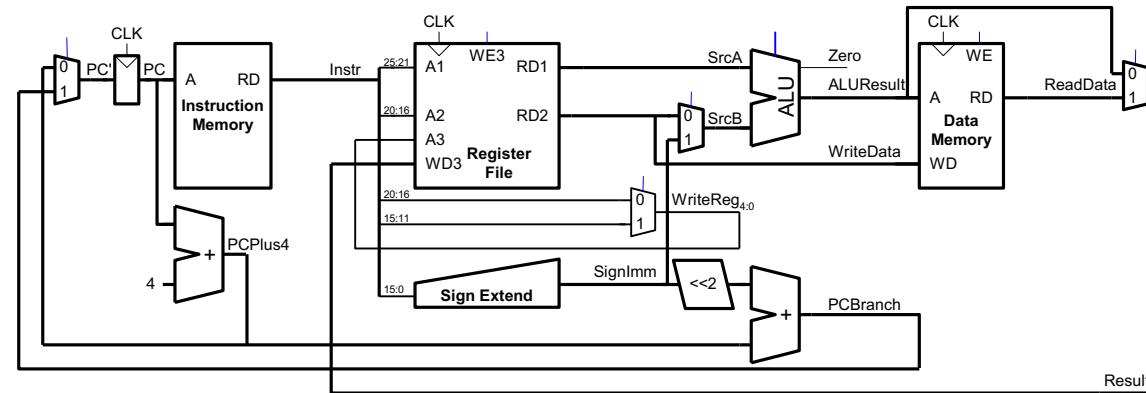 CLK
CLK
CLK
0
1
PC'
PC
A
RD
Instruction
Memory
Instr
25:21
A1
WE3
RD1
20:16
A2
RD2
A3
WD3
Register
File
SrcA
0
1
SrcB
ALU
Zero
ALUResult
WE
A
RD
Data
Memory
WD
ReadData
0
1
WriteData
20:16
15:11
0
1
WriteReg4:0
+
PCPlus4
4
15:0
Sign Extend
SignImm
<<2
+
PCBranch
Result